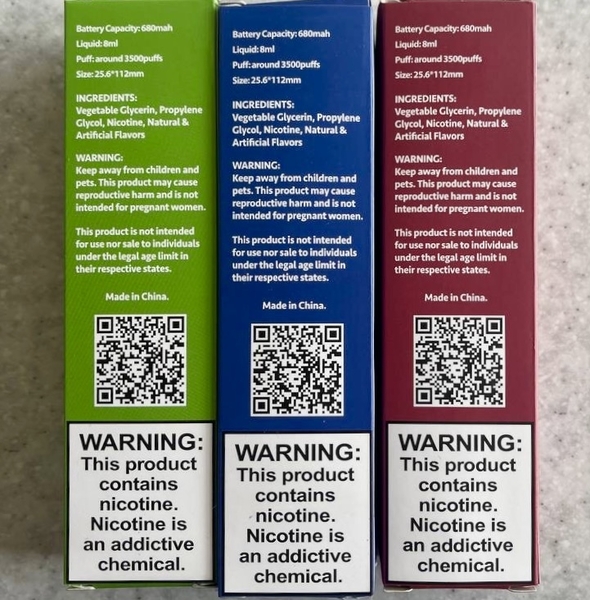 Battery Capacity: 680mah
Liquid: 8ml
Puff: around 3500puffs
Size: 25.6*112mm
INGREDIENTS:
Vegetable Glycerin, Propylene
Glycol, Nicotine, Natural &
Artificial Flavors
WARNING:
Keep away from children and
pets. This product may cause
reproductive harm and is not
intended for pregnant women.
This product is not intended
for use nor sale to individuals
under the legal age limit in
their respective states.
Made in China.
WARNING:
This product
contains
nicotine.
Nicotine is
an addictive
chemical.
Battery Capacity: 680mah
Liquid: 8ml
Puff: around 3500puffs
Size: 25.6*112mm
INGREDIENTS:
Vegetable Glycerin, Propylene
Glycol, Nicotine, Natural &
Artificial Flavors
WARNING:
Keep away from children and
pets. This product may cause
reproductive harm and is not
intended for pregnant women.
This product is not intended
for use nor sale to individuals
under the legal age limit in
their respective states.
Made in China.
WARNING:
This product
contains
nicotine.
Nicotine is
an addictive
chemical.
Battery Capacity: 680mah
Liquid: 8ml
Puff: around 3500puffs
Size: 25.6*112mm
INGREDIENTS:
Vegetable Glycerin, Propylene
Glycol, Nicotine, Natural &
Artificial Flavors
WARNING:
Keep away from children and
pets. This product may cause
reproductive harm and is not
intended for pregnant women.
This product is not intended
for use nor sale to individuals
under the legal age limit in
their respective states.
Made in China.
WARNING:
This product
contains
nicotine.
Nicotine is
an addictive
chemical.